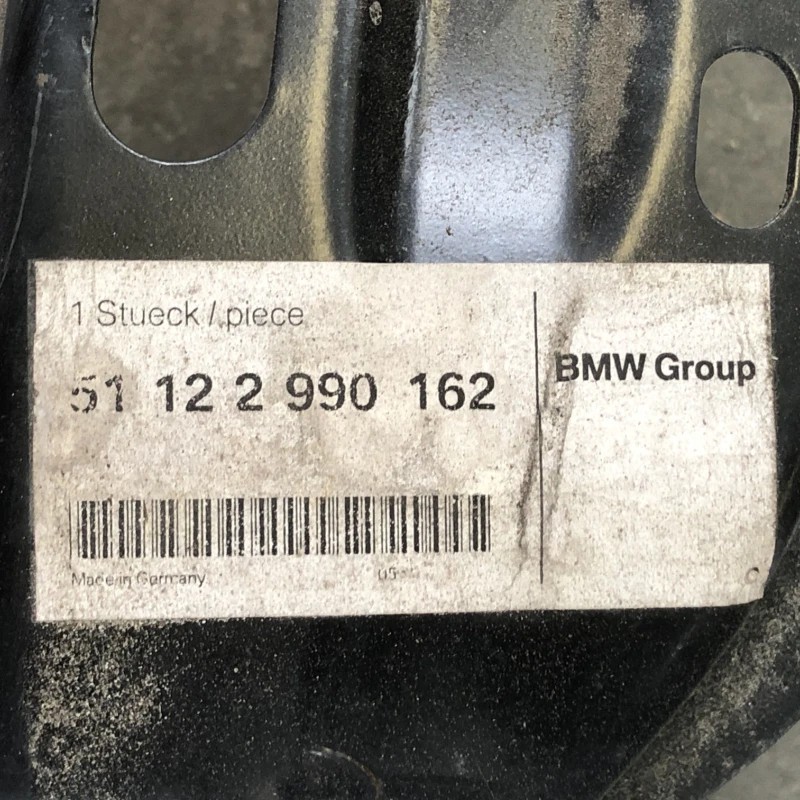 1 Stueck / piece
51 12 2 990 162
BMW Group
Made in Germany